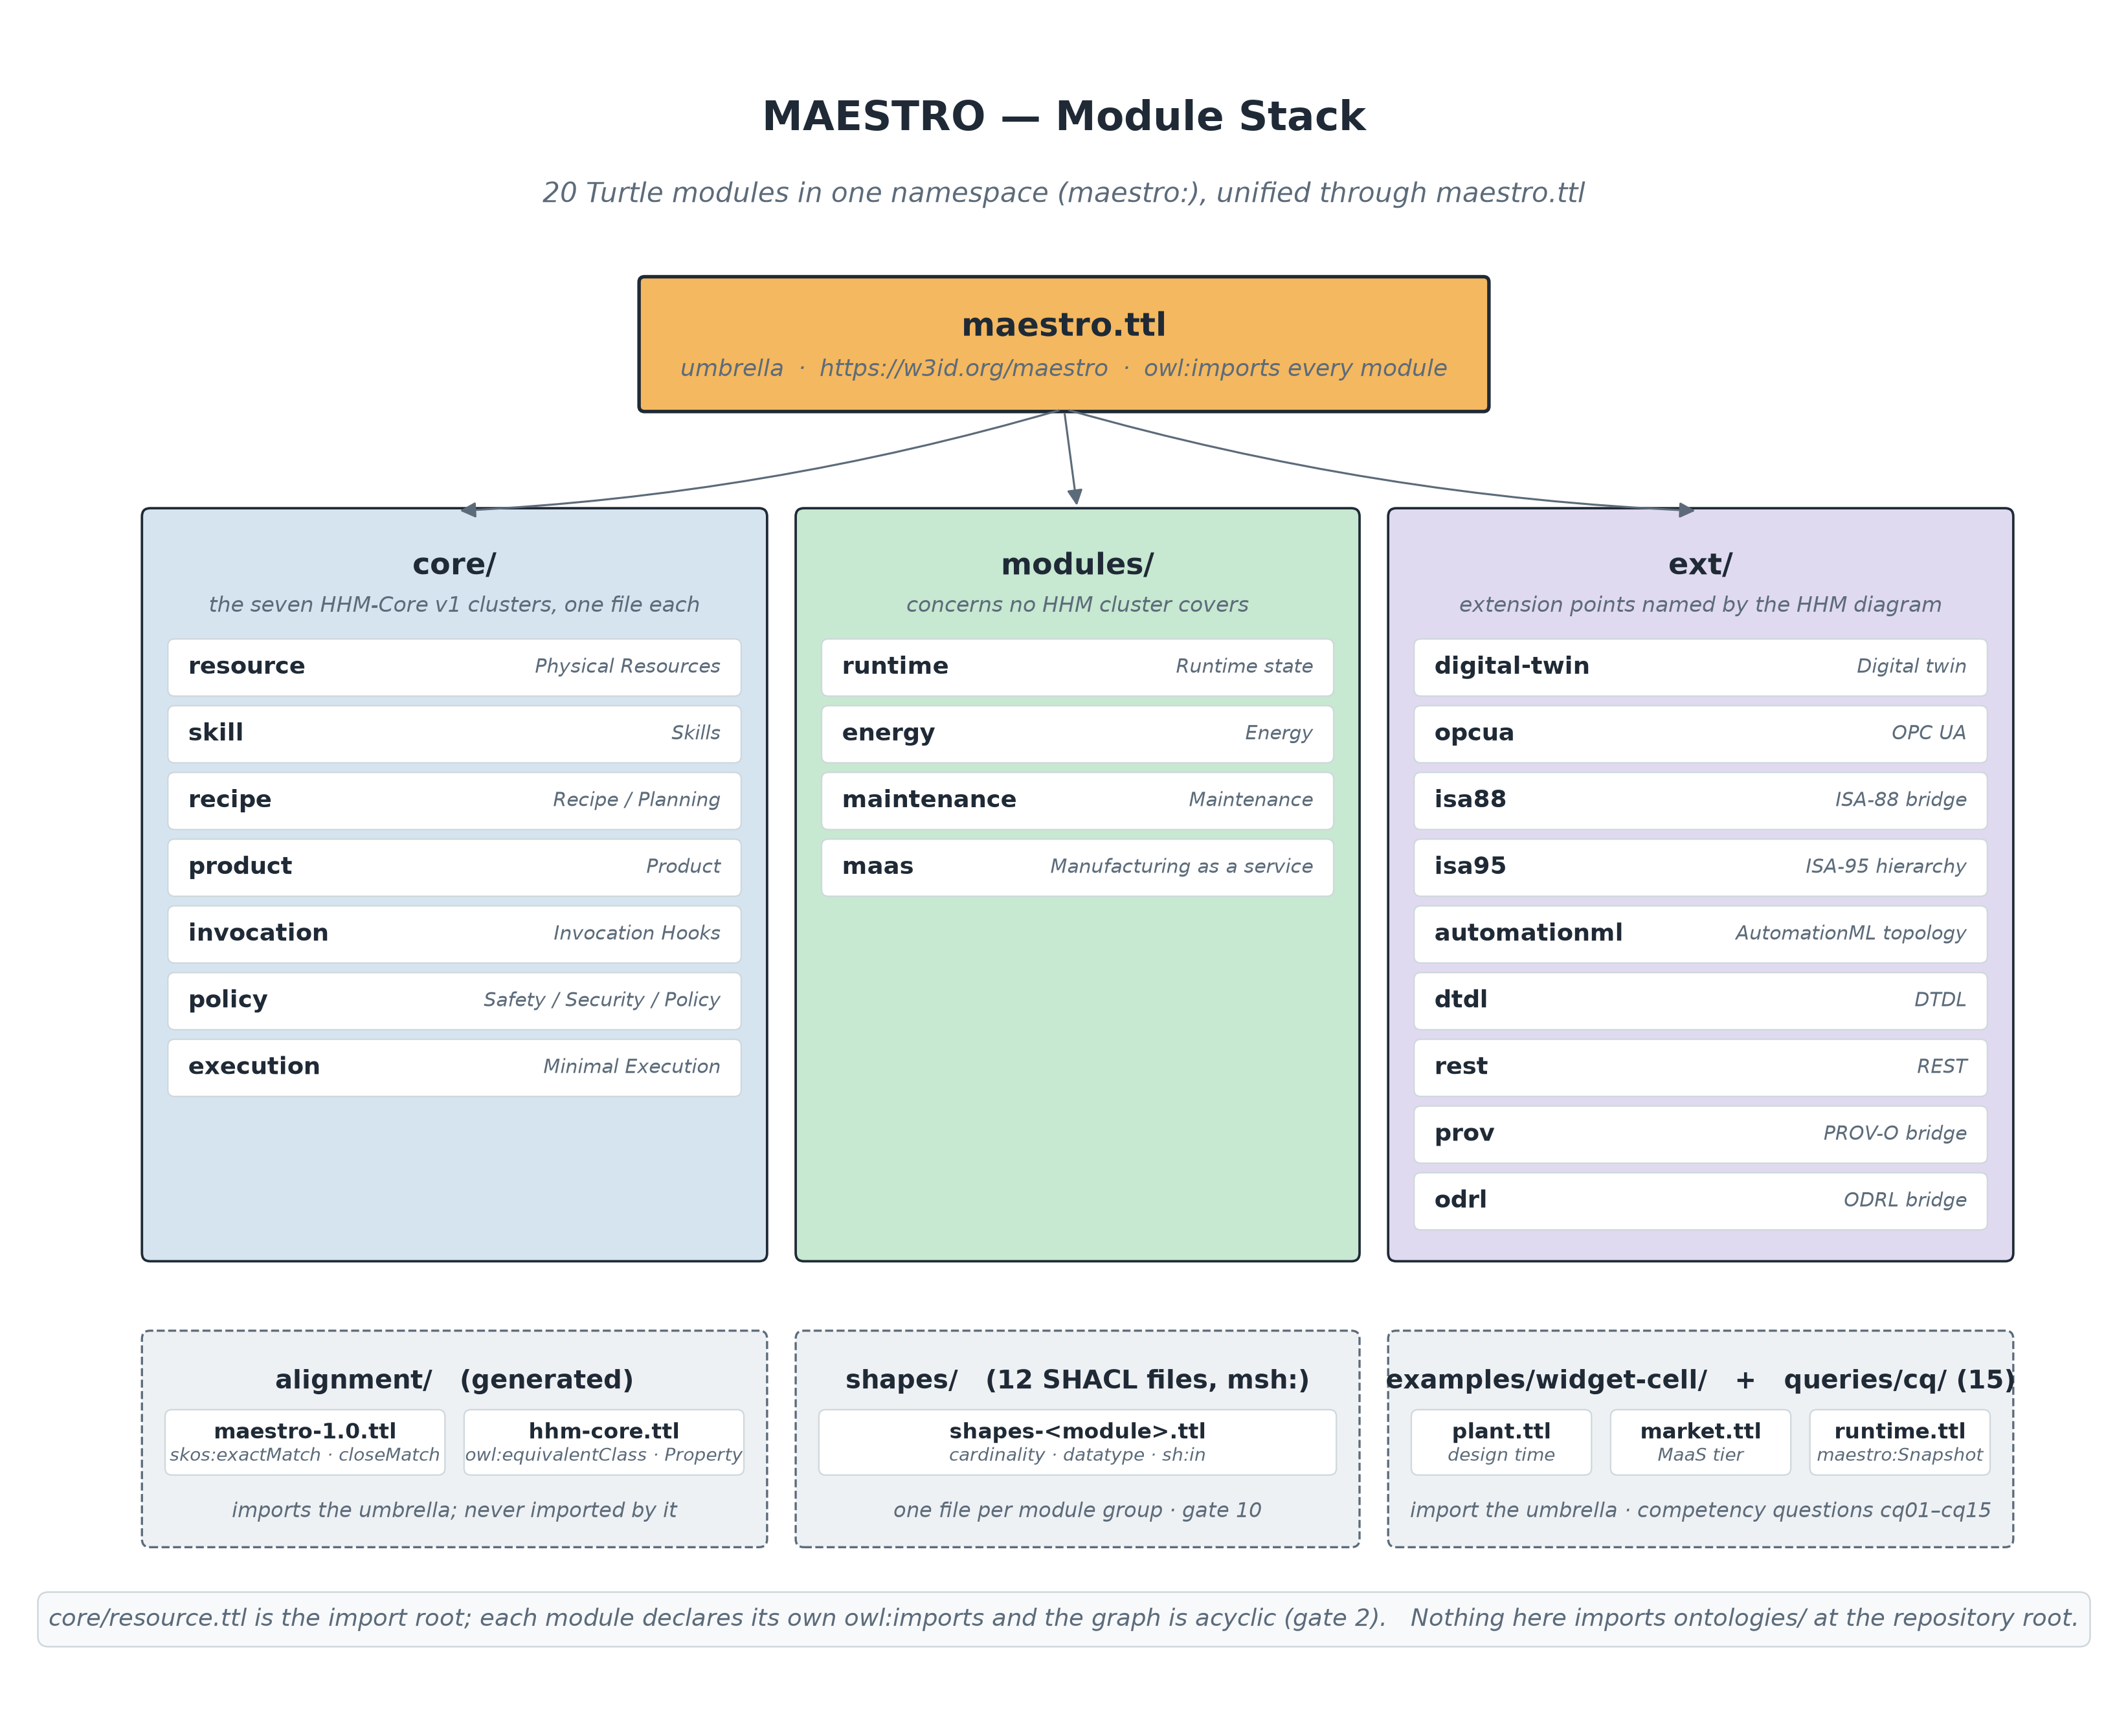 MAESTRO — Module Stack
20 Turtle modules in one namespace (maestro:), unified through maestro.ttl
maestro.ttl
umbrella · https://w3id.org/maestro · owl:imports every module
core/
the seven HHM-Core v1 clusters, one file each
resource Physical Resources
skill Skills
recipe Recipe / Planning
product Product
invocation Invocation Hooks
policy Safety / Security / Policy
execution Minimal Execution
modules/
concerns no HHM cluster covers
runtime Runtime state
energy Energy
maintenance Maintenance
maas Manufacturing as a service
ext/
extension points named by the HHM diagram
digital-twin Digital twin
opcua OPC UA
isa88 ISA-88 bridge
isa95 ISA-95 hierarchy
automationml AutomationML topology
dtdl DTDL
rest REST
prov PROV-O bridge
odrl ODRL bridge
alignment/ (generated)
maestro-1.0.ttl
skos:exactMatch · closeMatch
hhm-core.ttl
owl:equivalentClass · Property
imports the umbrella; never imported by it
shapes/ (12 SHACL files, msh:)
shapes-<module>.ttl
cardinality · datatype · sh:in
one file per module group · gate 10
examples/widget-cell/ + queries/cq/ (15)
plant.ttl
design time
market.ttl
MaaS tier
runtime.ttl
maestro:Snapshot
import the umbrella · competency questions cq01–cq15
core/resource.ttl is the import root; each module declares its own owl:imports and the graph is acyclic (gate 2). Nothing here imports ontologies/ at the repository root.